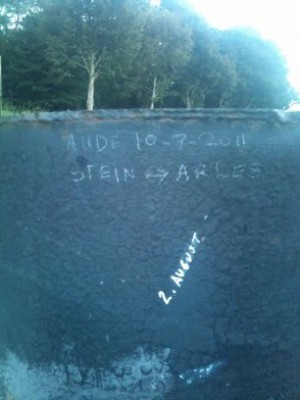 AUDE 10-7-2011
STEIN → ARLES
2. AUGUST